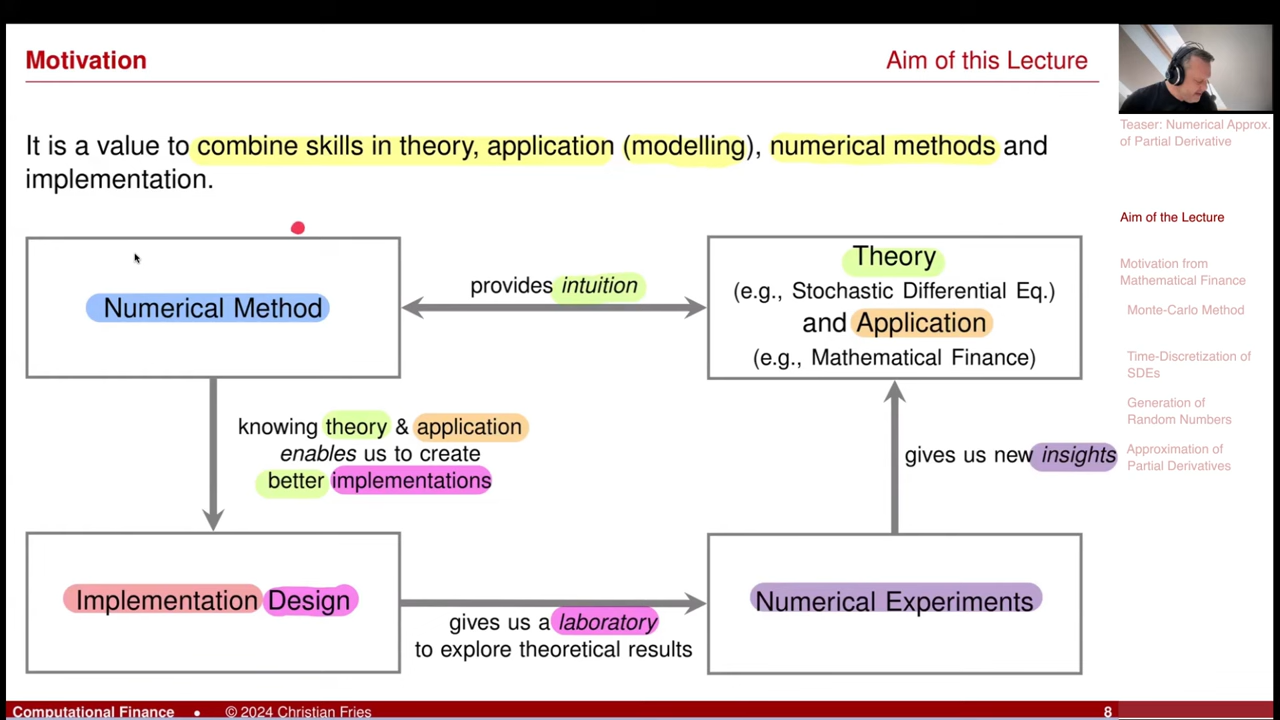 Motivation
Aim of this Lecture
It is a value to combine skills in theory, application (modelling), numerical methods and
implementation.
Numerical Method
provides intuition
Theory
(e.g., Stochastic Differential Eq.)
and Application
(e.g., Mathematical Finance)
knowing theory & application
enables us to create
better implementations
gives us new insights
Implementation Design
gives us a laboratory
to explore theoretical results
Numerical Experiments
Teaser: Numerical Approx.
of Partial Derivative
Aim of the Lecture
Motivation from
Mathematical Finance
Monte-Carlo Method
Time-Discretization of
SDEs
Generation of
Random Numbers
Approximation of
Partial Derivatives
Computational Finance • © 2024 Christian Fries
8